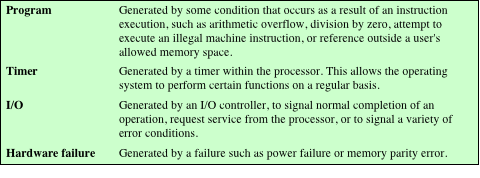 Program Generated by some condition that occurs as a result of an instruction
execution, such as arithmetic overflow, division by zero, attempt to
execute an illegal machine instruction, or reference outside a user's
allowed memory space.
Timer Generated by a timer within the processor. This allows the operating
system to perform certain functions on a regular basis.
I/O Generated by an I/O controller, to signal normal completion of an
operation, request service from the processor, or to signal a variety of
error conditions.
Hardware failure Generated by a failure such as power failure or memory parity error.